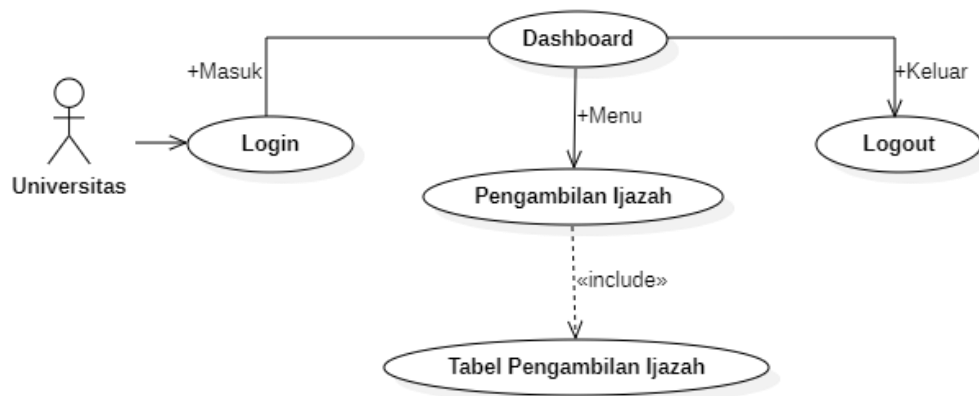 Dashboard
+Masuk
+Keluar
+Menu
Login
Logout
Universitas
Pengambilan Ijazah
«include»
Tabel Pengambilan Ijazah